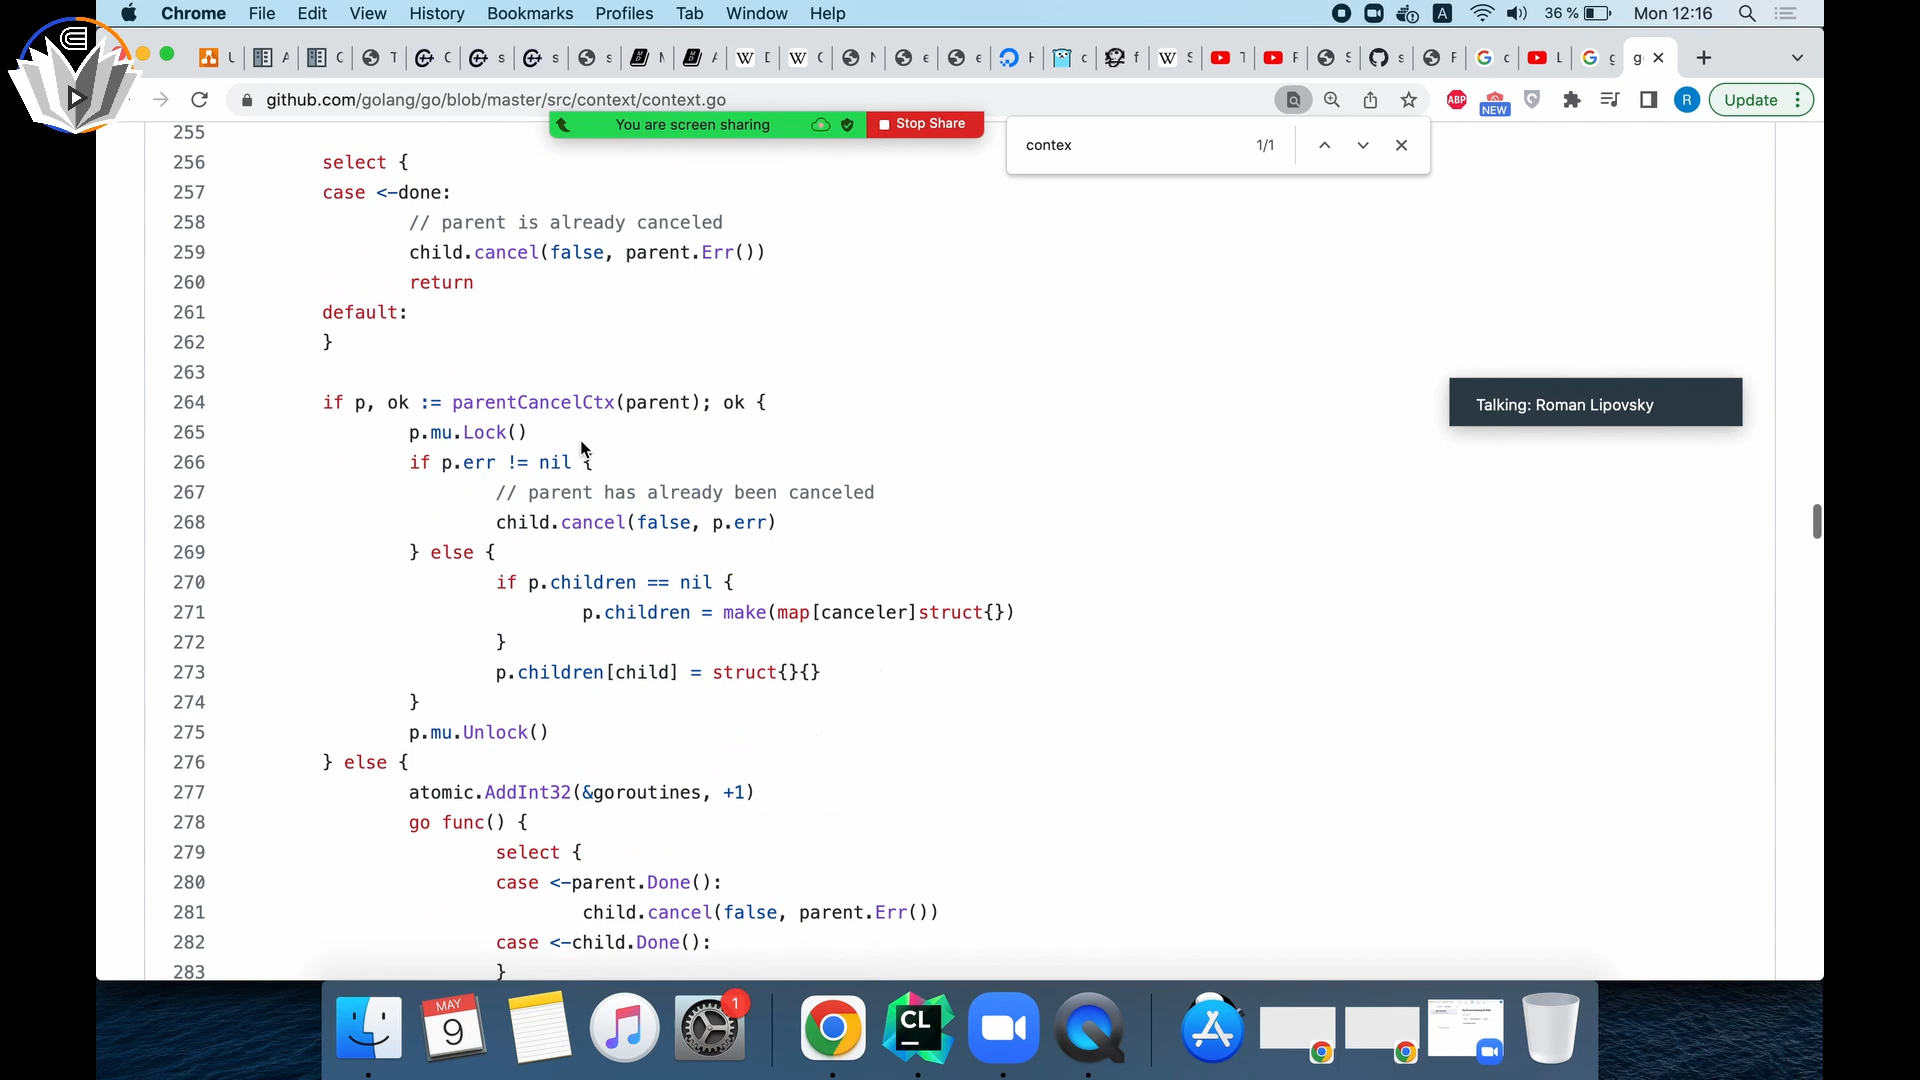 Chrome File Edit View History Bookmarks Profiles Tab Window Help A 36 % Mon 12:16
github.com/golang/go/blob/master/src/context/context.go ABP NEW R Update
You are screen sharing Stop Share
contex 1/1
255
256 select {
257 case <-done:
258 // parent is already canceled
259 child.cancel(false, parent.Err())
260 return
261 default:
262 }
263
264 if p, ok := parentCancelCtx(parent); ok {
Talking: Roman Lipovsky
265 p.mu.Lock()
266 if p.err != nil {
267 // parent has already been canceled
268 child.cancel(false, p.err)
269 } else {
270 if p.children == nil {
271 p.children = make(map[canceler]struct{})
272 }
273 p.children[child] = struct{}{}
274 }
275 p.mu.Unlock()
276 } else {
277 atomic.AddInt32(&goroutines, +1)
278 go func() {
279 select {
280 case <-parent.Done():
281 child.cancel(false, parent.Err())
282 case <-child.Done():
283 }
MAY
9
1
CL